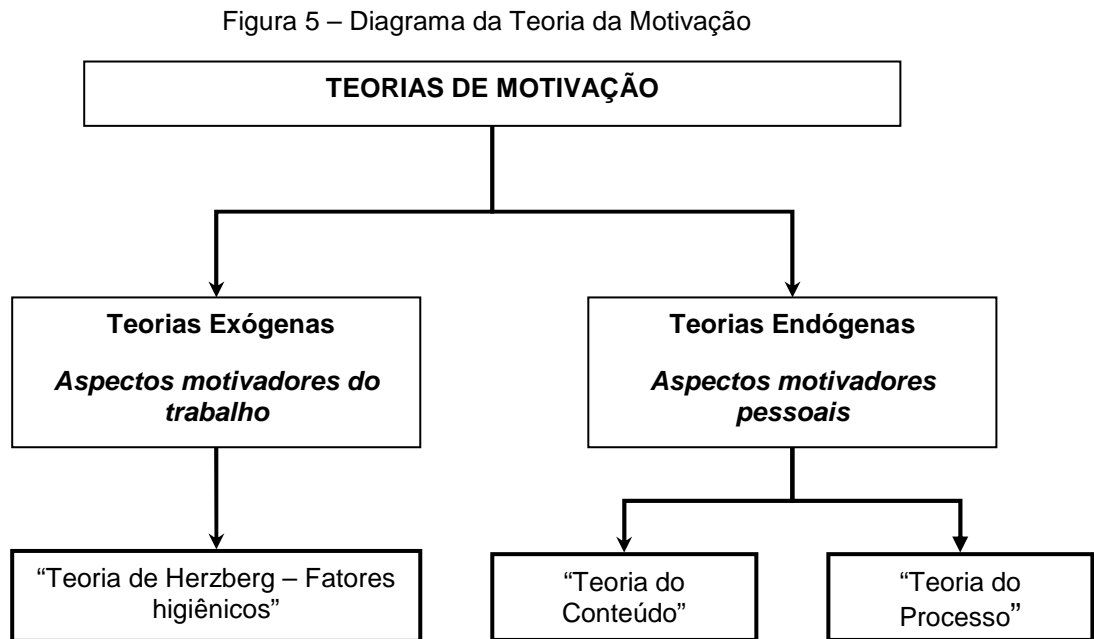 Figura 5 – Diagrama da Teoria da Motivação
TEORIAS DE MOTIVAÇÃO
Teorias Exógenas
Aspectos motivadores do
trabalho
Teorias Endógenas
Aspectos motivadores
pessoais
“Teoria de Herzberg – Fatores
higiênicos”
“Teoria do
Conteúdo”
“Teoria do
Processo”